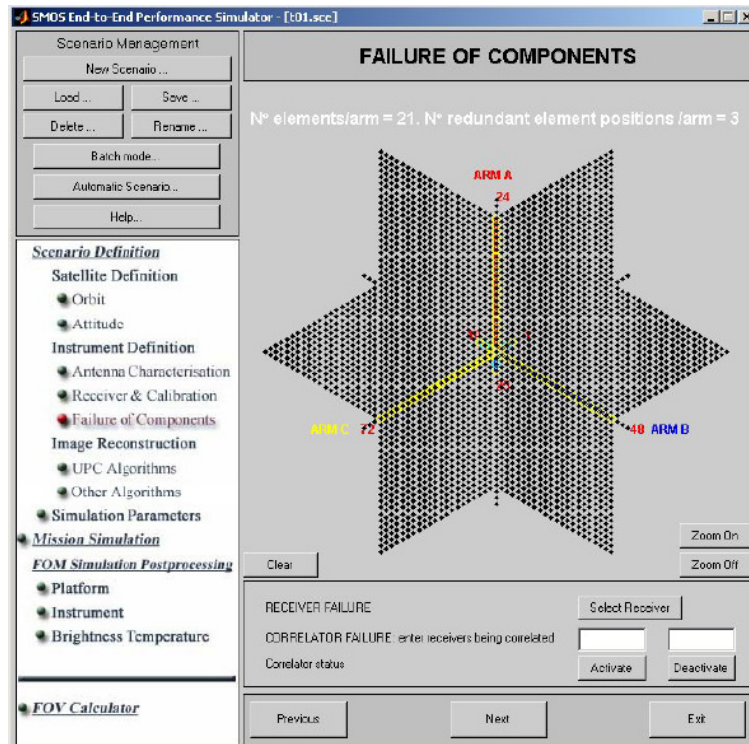 SMOS End-to-End Performance Simulator - [t01.sce]
Scenario Management
New Scenario ...
Load ...
Save ...
Delete ...
Rename ...
Batch mode...
Automatic Scenario...
Help...
Scenario Definition
Satellite Definition
Orbit
Attitude
Instrument Definition
Antenna Characterisation
Receiver & Calibration
Failure of Components
Image Reconstruction
UPC Algorithms
Other Algorithms
Simulation Parameters
Mission Simulation
FOM Simulation Postprocessing
Platform
Instrument
Brightness Temperature
FOV Calculator
FAILURE OF COMPONENTS
N° elements/arm = 21. N° redundant element positions /arm = 3
ARM A
24
1
25
ARM C 72
48 ARM B
Clear
Zoom On
Zoom Off
RECEIVER FAILURE
Select Receiver
CORRELATOR FAILURE: enter receivers being correlated
Correlator status
Activate
Deactivate
Previous
Next
Exit